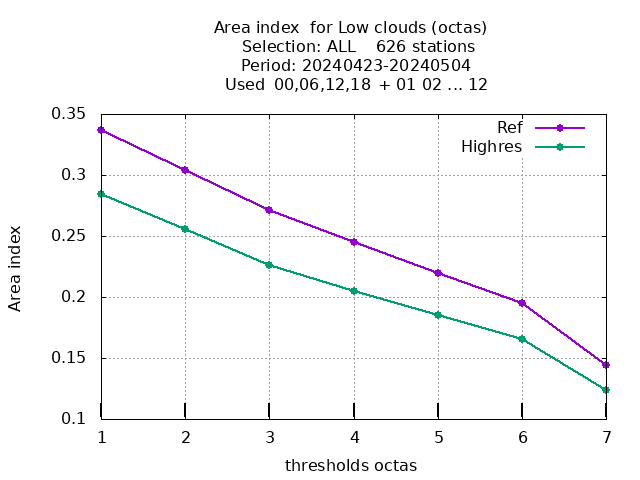 Area index  for Low clouds (octas)
Selection: ALL    626 stations
Period: 20240423-20240504
Used  00,06,12,18 + 01 02 ... 12
Ref
Highres
0.35
0.3
0.25
0.2
0.15
0.1
Area index
1 2 3 4 5 6 7
thresholds octas